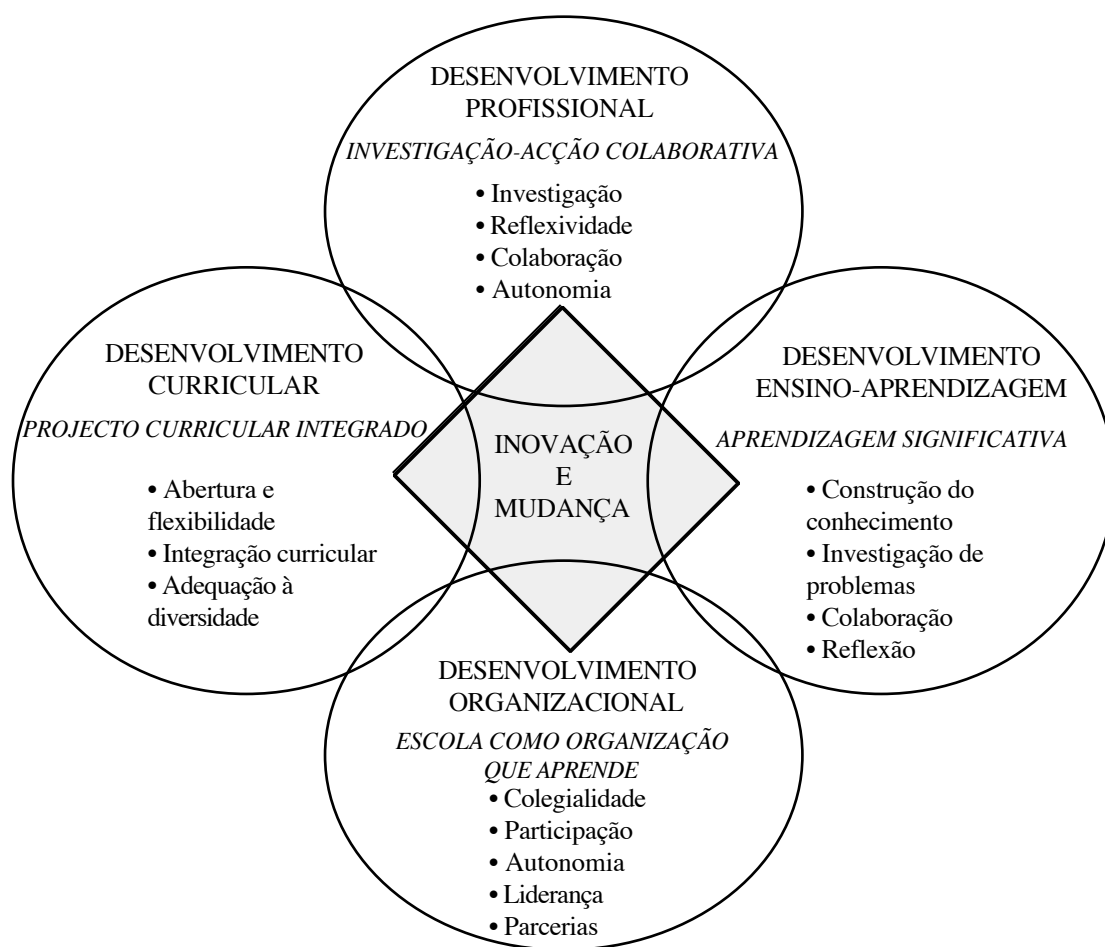 DESENVOLVIMENTO
PROFISSIONAL
INVESTIGAÇÃO-ACÇÃO COLABORATIVA
• Investigação
• Reflexividade
• Colaboração
• Autonomia
DESENVOLVIMENTO
CURRICULAR
PROJECTO CURRICULAR INTEGRADO
• Abertura e
flexibilidade
• Integração curricular
• Adequação à
diversidade
INOVAÇÃO
E
MUDANÇA
DESENVOLVIMENTO
ENSINO-APRENDIZAGEM
APRENDIZAGEM SIGNIFICATIVA
• Construção do
conhecimento
• Investigação de
problemas
• Colaboração
• Reflexão
DESENVOLVIMENTO
ORGANIZACIONAL
ESCOLA COMO ORGANIZAÇÃO
QUE APRENDE
• Colegialidade
• Participação
• Autonomia
• Liderança
• Parcerias